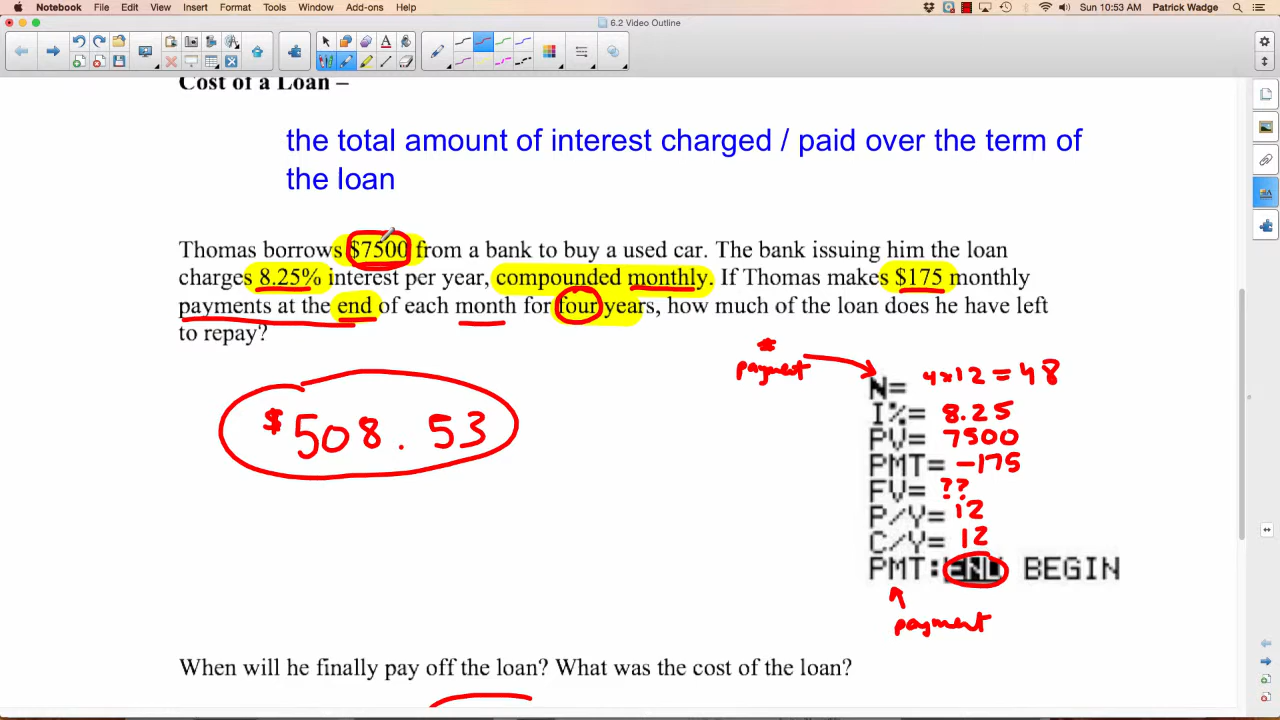 Notebook File Edit View Insert Format Tools Window Add-ons Help
Sun 10:53 AM Patrick Wadge
6.2 Video Outline
Cost of a Loan –
the total amount of interest charged / paid over the term of
the loan
Thomas borrows $7500 from a bank to buy a used car. The bank issuing him the loan
charges 8.25% interest per year, compounded monthly. If Thomas makes $175 monthly
payments at the end of each month for four years, how much of the loan does he have left
to repay?
$508.53
* payment
N= 4×12 = 48
I%= 8.25
PV= 7500
PMT= -175
FV= ??
P/Y= 12
C/Y= 12
PMT: END BEGIN
payment
When will he finally pay off the loan? What was the cost of the loan?